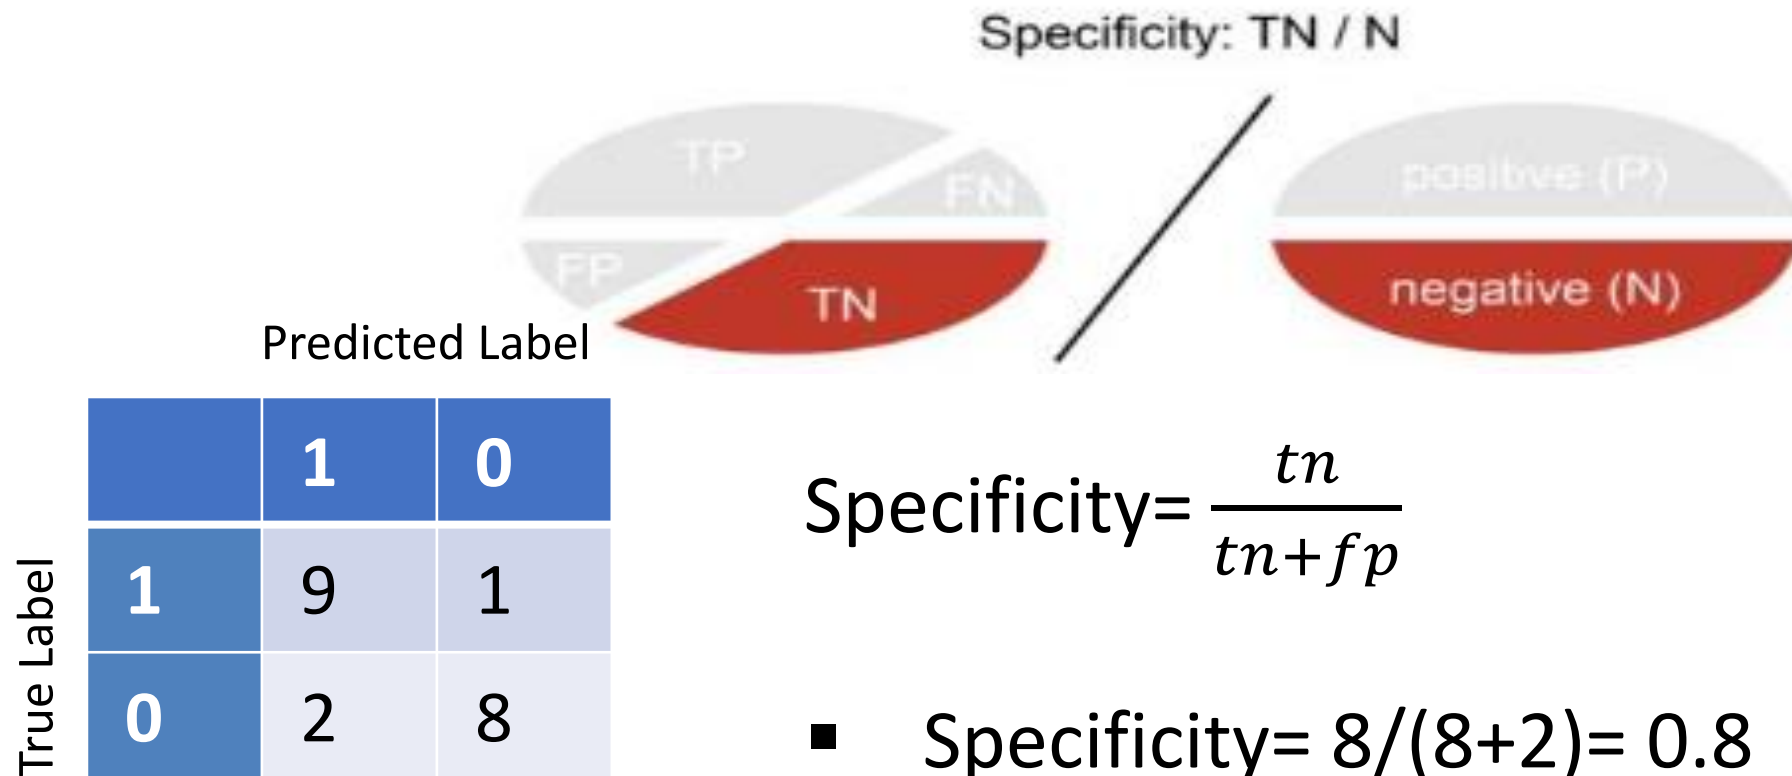 Specificity: TN / N
TP
FN
positive (P)
FP
TN
negative (N)
Predicted Label
True Label
1 0
1 9 1
0 2 8
Specificity= tn
tn+fp
▪ Specificity= 8/(8+2)= 0.8